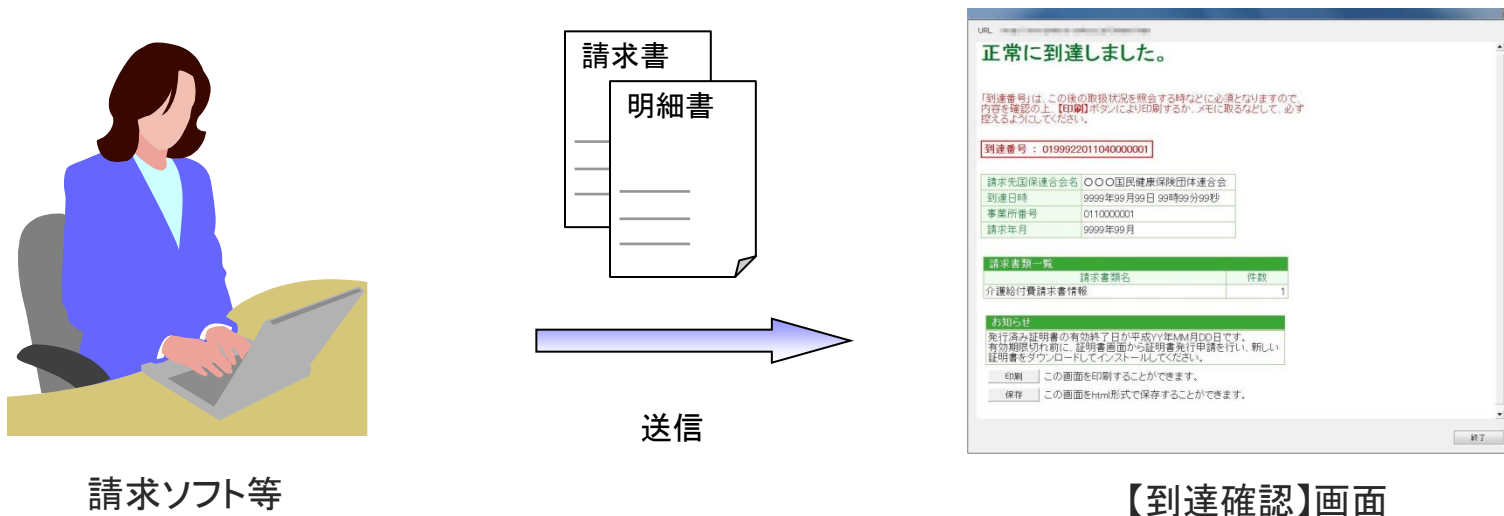 請求書
明細書
送信
請求ソフト等
URL
正常に到達しました。
「到達番号」は、この後の取扱状況を照会する時などに必須となりますので、
内容を確認の上、【印刷】ボタンにより印刷するか、メモに取るなどして、必ず
控えるようにしてください。
到達番号 : 0199922011040000001
請求先国保連合会名 〇〇〇国民健康保険団体連合会
到達日時 9999年99月99日 99時99分99秒
事業所番号 0110000001
請求年月 9999年99月
請求書類一覧
請求書類名 件数
介護給付費請求書情報 1
お知らせ
発行済み証明書の有効終了日が平成YY年MM月DD日です。
有効期限切れ前に、証明書画面から証明書発行申請を行い、新しい
証明書をダウンロードしてインストールしてください。
印刷 この画面を印刷することができます。
保存 この画面をhtml形式で保存することができます。
終了
【到達確認】画面